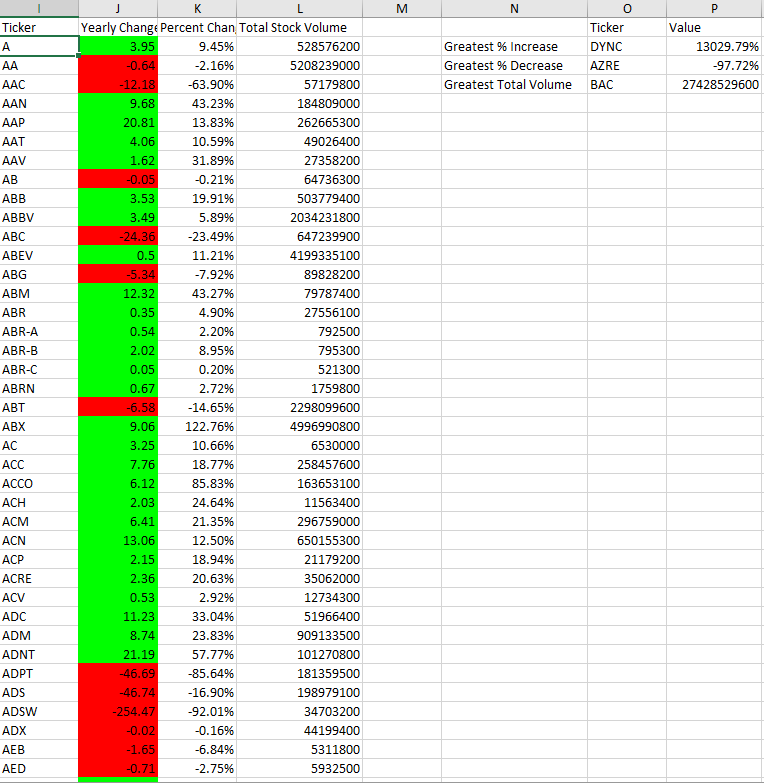 I J K L M N O P
Ticker Yearly Change Percent Chan Total Stock Volume Ticker Value
A 3.95 9.45% 528576200 Greatest % Increase DYNC 13029.79%
AA -0.64 -2.16% 5208239000 Greatest % Decrease AZRE -97.72%
AAC -12.18 -63.90% 57179800 Greatest Total Volume BAC 27428529600
AAN 9.68 43.23% 184809000
AAP 20.81 13.83% 262665300
AAT 4.06 10.59% 49026400
AAV 1.62 31.89% 27358200
AB -0.05 -0.21% 64736300
ABB 3.53 19.91% 503779400
ABBV 3.49 5.89% 2034231800
ABC -24.36 -23.49% 647239900
ABEV 0.5 11.21% 4199335100
ABG -5.34 -7.92% 89828200
ABM 12.32 43.27% 79787400
ABR 0.35 4.90% 27556100
ABR-A 0.54 2.20% 792500
ABR-B 2.02 8.95% 795300
ABR-C 0.05 0.20% 521300
ABRN 0.67 2.72% 1759800
ABT -6.58 -14.65% 2298099600
ABX 9.06 122.76% 4996990800
AC 3.25 10.66% 6530000
ACC 7.76 18.77% 258457600
ACCO 6.12 85.83% 163653100
ACH 2.03 24.64% 11563400
ACM 6.41 21.35% 296759000
ACN 13.06 12.50% 650155300
ACP 2.15 18.94% 21179200
ACRE 2.36 20.63% 35062000
ACV 0.53 2.92% 12734300
ADC 11.23 33.04% 51966400
ADM 8.74 23.83% 909133500
ADNT 21.19 57.77% 101270800
ADPT -46.69 -85.64% 181359500
ADS -46.74 -16.90% 198979100
ADSW -254.47 -92.01% 34703200
ADX -0.02 -0.16% 44199400
AEB -1.65 -6.84% 5311800
AED -0.71 -2.75% 5932500